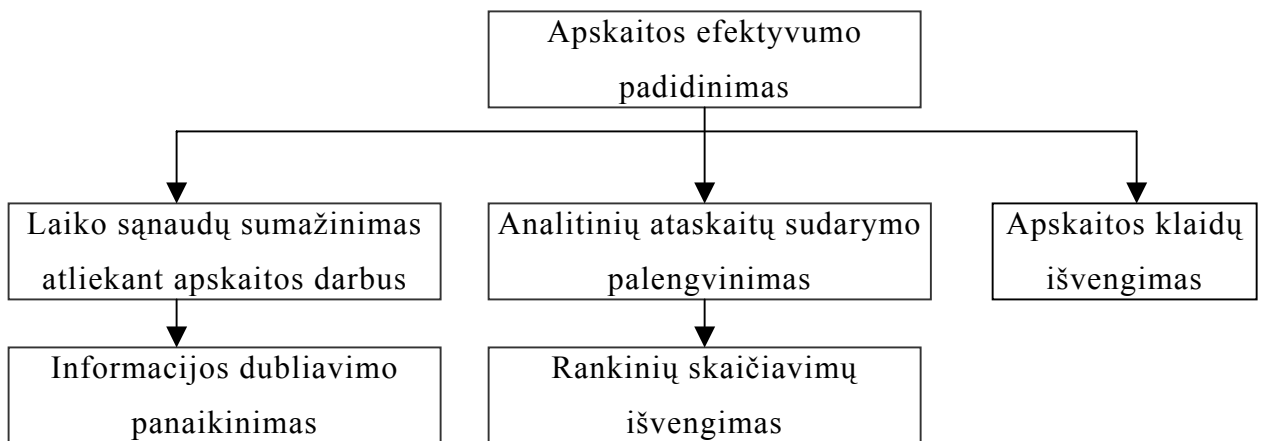 Apskaitos efektyvumo
padidinimas
Laiko sąnaudų sumažinimas
atliekant apskaitos darbus
Analitinių ataskaitų sudarymo
palengvinimas
Apskaitos klaidų
išvengimas
Informacijos dubliavimo
panaikinimas
Rankinių skaičiavimų
išvengimas